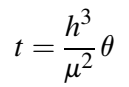 $t = \frac{h^3}{\mu^2} \theta$